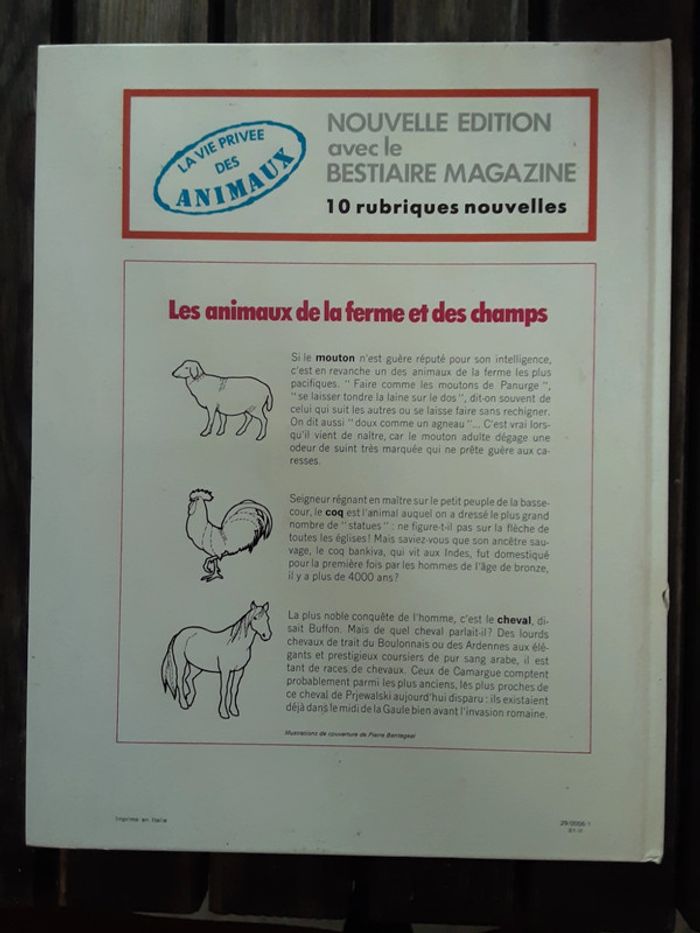 LA VIE PRIVEE
DES
ANIMAUX
NOUVELLE EDITION
avec le
BESTIAIRE MAGAZINE
10 rubriques nouvelles
Les animaux de la ferme et des champs
Si le mouton n'est guère réputé pour son intelligence,
c'est en revanche un des animaux de la ferme les plus
pacifiques. "Faire comme les moutons de Panurge",
"se laisser tondre la laine sur le dos", dit-on souvent de
celui qui suit les autres ou se laisse faire sans rechigner.
On dit aussi "doux comme un agneau"... C'est vrai lors-
qu'il vient de naître, car le mouton adulte dégage une
odeur de suint très marquée qui ne prête guère aux ca-
resses.
Seigneur régnant en maître sur le petit peuple de la basse-
cour, le coq est l'animal auquel on a dressé le plus grand
nombre de "statues" : ne figure-t-il pas sur la flèche de
toutes les églises! Mais saviez-vous que son ancêtre sau-
vage, le coq bankiva, qui vit aux Indes, fut domestiqué
pour la première fois par les hommes de l'âge de bronze,
il y a plus de 4000 ans?
La plus noble conquête de l'homme, c'est le cheval, di-
sait Buffon. Mais de quel cheval parlait-il? Des lourds
chevaux de trait du Boulonnais ou des Ardennes aux élé-
gants et prestigieux coursiers de pur sang arabe, il est
tant de races de chevaux. Ceux de Camargue comptent
probablement parmi les plus anciens, les plus proches de
ce cheval de Prjewalski aujourd'hui disparu : ils existaient
déjà dans le midi de la Gaule bien avant l'invasion romaine.
Illustrations de couverture de Pierre
Imprimé en Italie